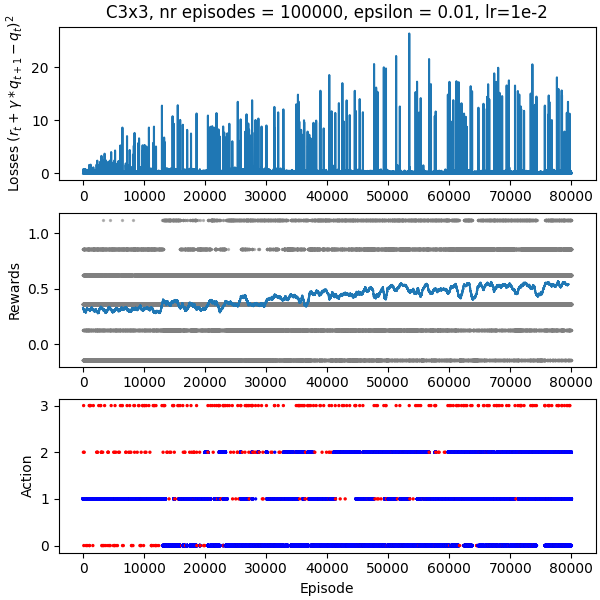 C3x3, nr episodes = 100000, epsilon = 0.01, lr=1e-2
Losses $(r_t + \gamma * q_{t+1} - q_t)^2$
20
10
0
0 10000 20000 30000 40000 50000 60000 70000 80000
Rewards
1.0
0.5
0.0
0 10000 20000 30000 40000 50000 60000 70000 80000
Action
3
2
1
0
0 10000 20000 30000 40000 50000 60000 70000 80000
Episode